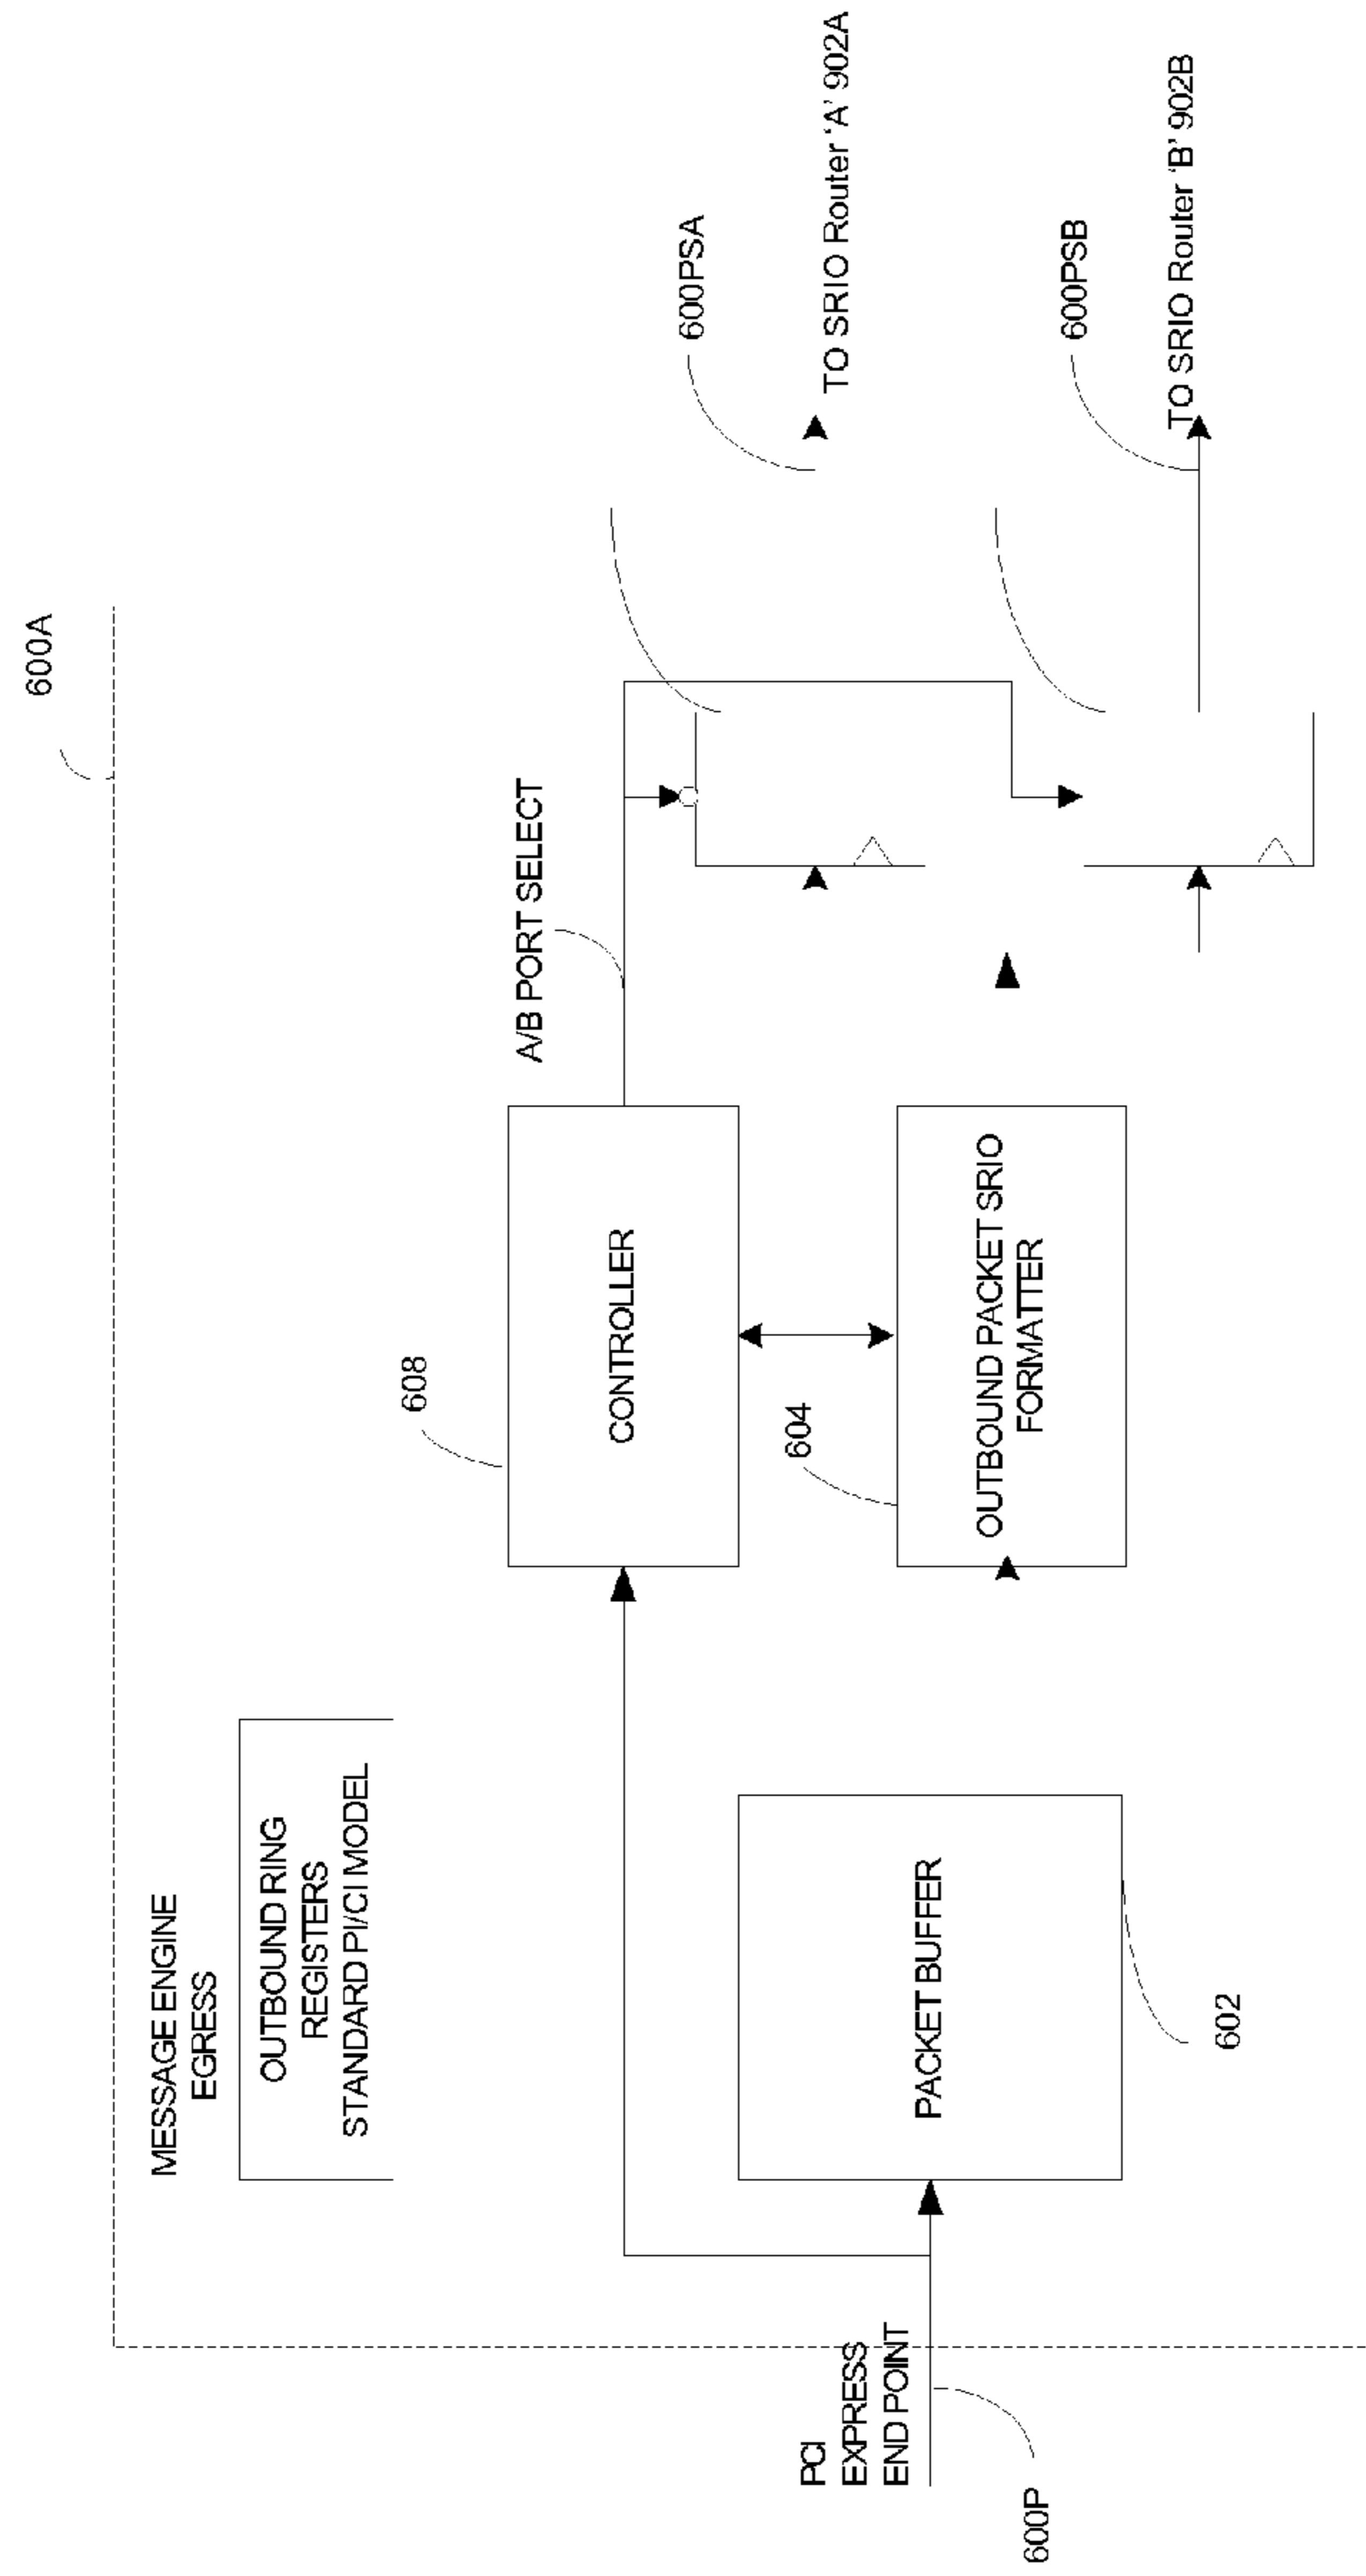 600A
MESSAGE ENGINE
EGRESS
OUTBOUND RING
REGISTERS
STANDARD PI/CI MODEL
608
A/B PORT SELECT
CONTROLLER
600PSA
TO SRIO Router ‘A’ 902A
PCI
EXPRESS
END POINT
600P
PACKET BUFFER
602
604
OUTBOUND PACKET SRIO
FORMATTER
600PSB
TO SRIO Router ‘B’ 902B